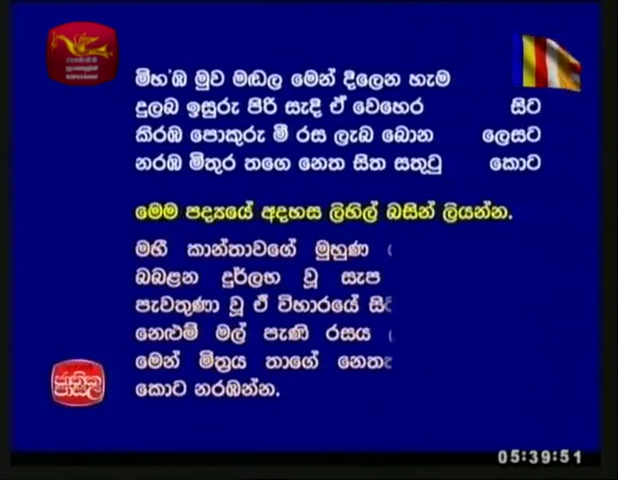 මිහ'ඹ මුව මඬල මෙන් දිලෙන හැම
දුලබ ඉසුරු පිරි සැදි ඒ වෙහෙර සිට
කිරඹ පොකුරු මී රස ලැබ බොන ලෙසට
නරඹ මිතුර තගෙ නෙත සිත සතුටු කොට
මෙම පද්‍යයේ අදහස ලිහිල් බසින් ලියන්න.
මහී කාන්තාවගේ මුහුණ
බබළන දුර්ලභ වූ සැප
පැවතුණා වූ ඒ විහාරයේ
නෙළුම් මල් පැණි රසය
මෙන් මිත්‍රය තාගේ
කොට නරඹන්න.
ජාතික
පාසල
05:39:51